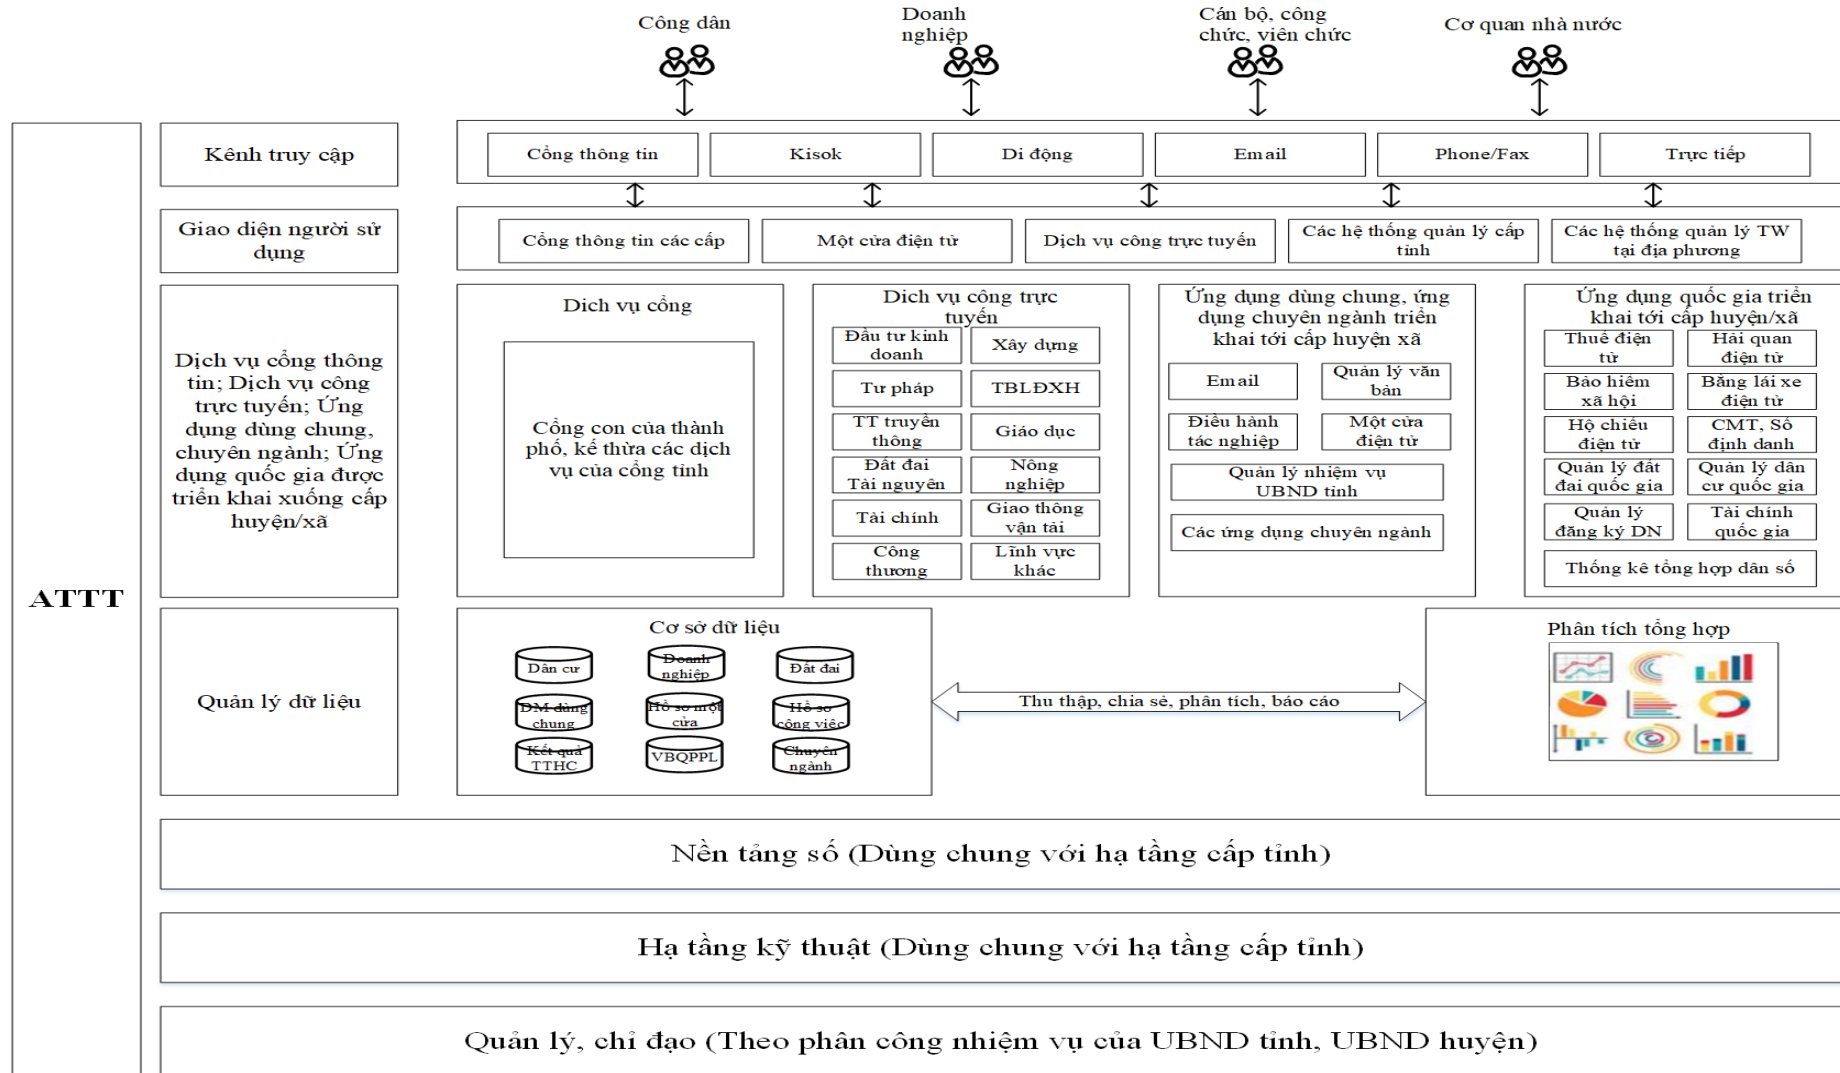 Công dân
Doanh
nghiệp
Cán bộ, công
chức, viên chức
Cơ quan nhà nước
Kênh truy cập
Cổng thông tin
Kisok
Di động
Email
Phone/Fax
Trực tiếp
Giao diện người sử
dụng
Cổng thông tin các cấp
Một cửa điện tử
Dịch vụ công trực tuyến
Các hệ thống quản lý cấp
tỉnh
Các hệ thống quản lý TW
tại địa phương
Dịch vụ cổng thông
tin; Dịch vụ công
trực tuyến; Ứng
dụng dùng chung,
chuyên ngành; Ứng
dụng quốc gia được
triển khai xuống cấp
huyện/xã
Dich vụ cổng
Cổng con của thành
phố, kế thừa các dịch
vụ của cổng tỉnh
Dich vụ công trực
tuyến
Đầu tư kinh
doanh
Xây dựng
Tư pháp
TBLĐXH
TT truyền
thông
Giáo dục
Đất đai
Tài nguyên
Nông
nghiệp
Tài chính
Giao thông
vận tải
Công
thương
Lĩnh vực
khác
Ứng dụng dùng chung, ứng
dụng chuyên ngành triển
khai tới cấp huyện xã
Email
Quản lý văn
bản
Điều hành
tác nghiệp
Một cửa
điện tử
Quản lý nhiệm vụ
UBND tỉnh
Các ứng dụng chuyên ngành
Ứng dụng quốc gia triển
khai tới cấp huyện/xã
Thuế điện
tử
Hải quan
điện tử
Bảo hiểm
xã hội
Bằng lái xe
điện tử
Hộ chiếu
điện tử
CMT, Số
định danh
Quản lý đất
đai quốc gia
Quản lý dân
cư quốc gia
Quản lý
đăng ký DN
Tài chính
quốc gia
Thống kê tổng hợp dân số
ATTT
Quản lý dữ liệu
Cơ sở dữ liệu
Dân cư
Doanh
nghiệp
Đất đai
DM dùng
chung
Hồ sơ một
cửa
Hồ sơ
công việc
Kết quả
TTHC
VBQPPL
Chuyên
ngành
Thu thập, chia sẻ, phân tích, báo cáo
Phân tích tổng hợp
Nền tảng số (Dùng chung với hạ tầng cấp tỉnh)
Hạ tầng kỹ thuật (Dùng chung với hạ tầng cấp tỉnh)
Quản lý, chỉ đạo (Theo phân công nhiệm vụ của UBND tỉnh, UBND huyện)